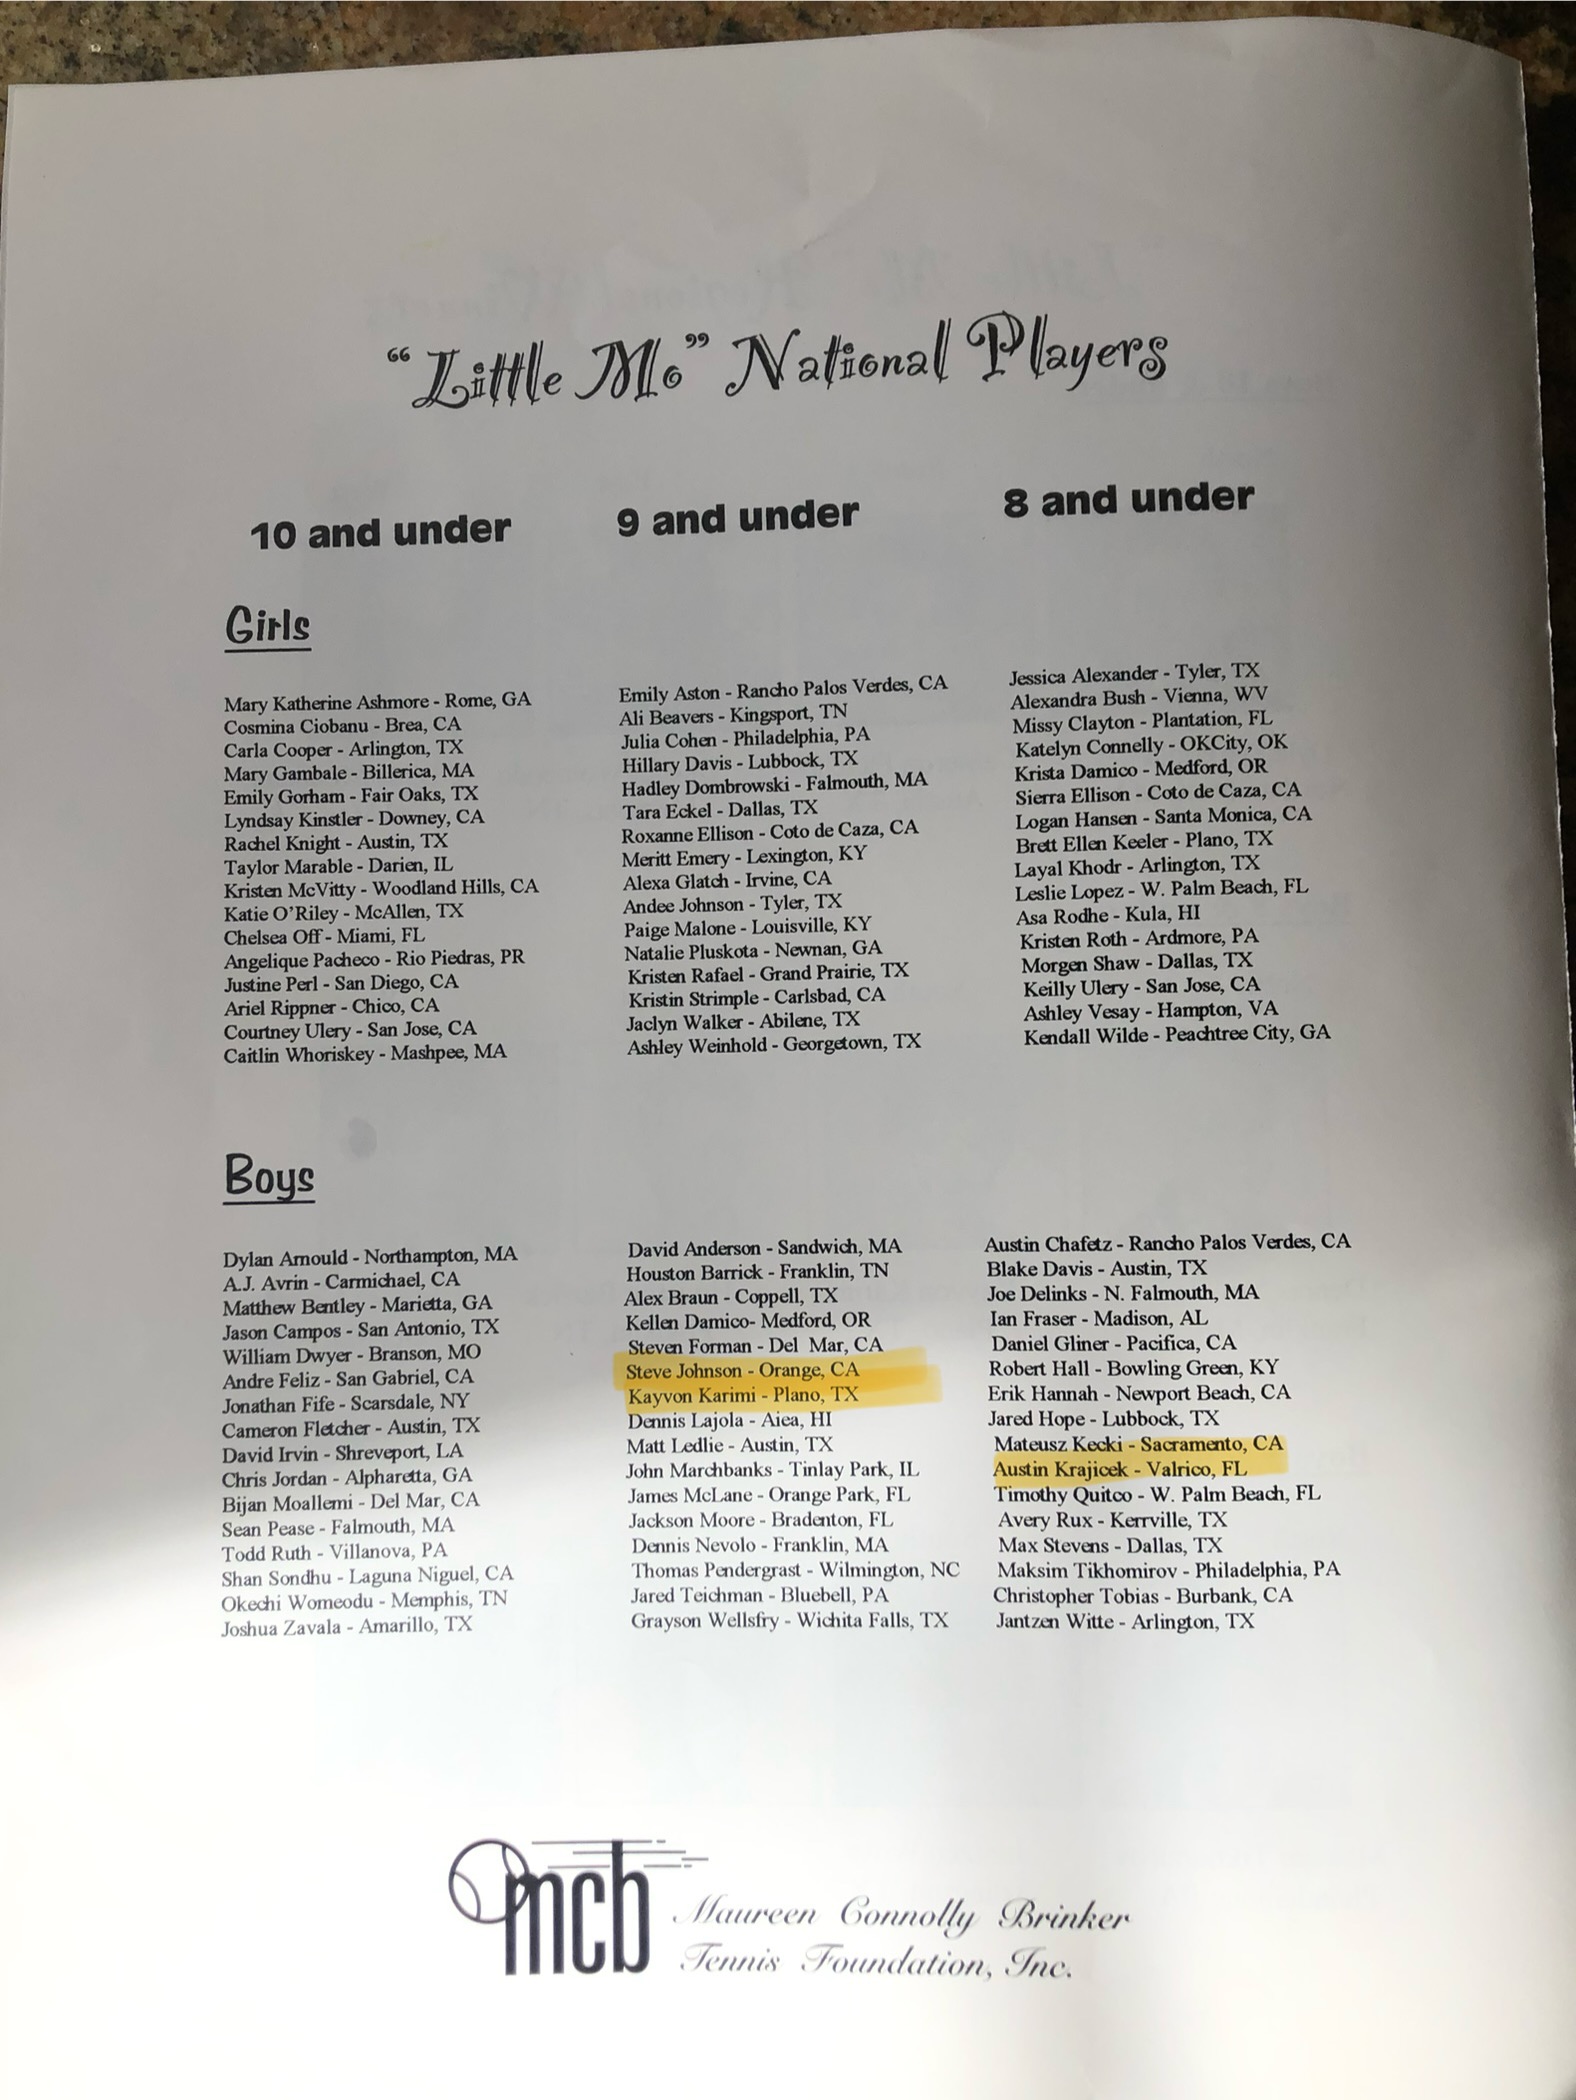 “Little Mo” National Players
10 and under
9 and under
8 and under
Girls
Mary Katherine Ashmore - Rome, GA
Cosmina Ciobanu - Brea, CA
Carla Cooper - Arlington, TX
Mary Gambale - Billerica, MA
Emily Gorham - Fair Oaks, TX
Lyndsay Kinstler - Downey, CA
Rachel Knight - Austin, TX
Taylor Marable - Darien, IL
Kristen McVitty - Woodland Hills, CA
Katie O’Riley - McAllen, TX
Chelsea Off - Miami, FL
Angelique Pacheco - Rio Piedras, PR
Justine Perl - San Diego, CA
Ariel Rippner - Chico, CA
Courtney Ulery - San Jose, CA
Caitlin Whoriskey - Mashpee, MA
Emily Aston - Rancho Palos Verdes, CA
Ali Beavers - Kingsport, TN
Julia Cohen - Philadelphia, PA
Hillary Davis - Lubbock, TX
Hadley Dombrowski - Falmouth, MA
Tara Eckel - Dallas, TX
Roxanne Ellison - Coto de Caza, CA
Meritt Emery - Lexington, KY
Alexa Glatch - Irvine, CA
Andee Johnson - Tyler, TX
Paige Malone - Louisville, KY
Natalie Pluskota - Newnan, GA
Kristen Rafael - Grand Prairie, TX
Kristin Strimple - Carlsbad, CA
Jaclyn Walker - Abilene, TX
Ashley Weinhold - Georgetown, TX
Jessica Alexander - Tyler, TX
Alexandra Bush - Vienna, WV
Missy Clayton - Plantation, FL
Katelyn Connelly - OKCity, OK
Krista Damico - Medford, OR
Sierra Ellison - Coto de Caza, CA
Logan Hansen - Santa Monica, CA
Brett Ellen Keeler - Plano, TX
Layal Khodr - Arlington, TX
Leslie Lopez - W. Palm Beach, FL
Asa Rodhe - Kula, HI
Kristen Roth - Ardmore, PA
Morgen Shaw - Dallas, TX
Keilly Ulery - San Jose, CA
Ashley Vesay - Hampton, VA
Kendall Wilde - Peachtree City, GA
Boys
Dylan Arnould - Northampton, MA
A.J. Avrin - Carmichael, CA
Matthew Bentley - Marietta, GA
Jason Campos - San Antonio, TX
William Dwyer - Branson, MO
Andre Feliz - San Gabriel, CA
Jonathan Fife - Scarsdale, NY
Cameron Fletcher - Austin, TX
David Irvin - Shreveport, LA
Chris Jordan - Alpharetta, GA
Bijan Moallemi - Del Mar, CA
Sean Pease - Falmouth, MA
Todd Ruth - Villanova, PA
Shan Sondhu - Laguna Niguel, CA
Okechi Womeodu - Memphis, TN
Joshua Zavala - Amarillo, TX
David Anderson - Sandwich, MA
Houston Barrick - Franklin, TN
Alex Braun - Coppell, TX
Kellen Damico- Medford, OR
Steven Forman - Del Mar, CA
Steve Johnson - Orange, CA
Kayvon Karimi - Plano, TX
Dennis Lajola - Aiea, HI
Matt Ledlie - Austin, TX
John Marchbanks - Tinlay Park, IL
James McLane - Orange Park, FL
Jackson Moore - Bradenton, FL
Dennis Nevolo - Franklin, MA
Thomas Pendergrast - Wilmington, NC
Jared Teichman - Bluebell, PA
Grayson Wellsfry - Wichita Falls, TX
Austin Chafetz - Rancho Palos Verdes, CA
Blake Davis - Austin, TX
Joe Delinks - N. Falmouth, MA
Ian Fraser - Madison, AL
Daniel Gliner - Pacifica, CA
Robert Hall - Bowling Green, KY
Erik Hannah - Newport Beach, CA
Jared Hope - Lubbock, TX
Mateusz Kecki - Sacramento, CA
Austin Krajicek - Valrico, FL
Timothy Quitco - W. Palm Beach, FL
Avery Rux - Kerrville, TX
Max Stevens - Dallas, TX
Maksim Tikhomirov - Philadelphia, PA
Christopher Tobias - Burbank, CA
Jantzen Witte - Arlington, TX
mcb
Maureen Connolly Brinker
Tennis Foundation, Inc.